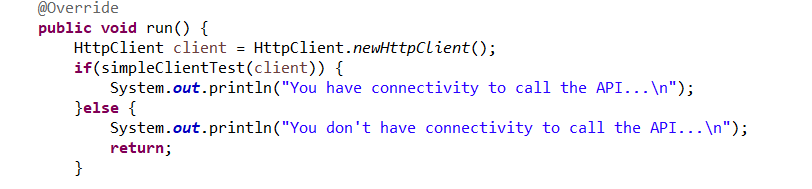 @Override
public void run() {
HttpClient client = HttpClient.newHttpClient();
if(simpleClientTest(client)) {
System.out.println("You have connectivity to call the API...\n");
}else {
System.out.println("You don't have connectivity to call the API...\n");
return;
}